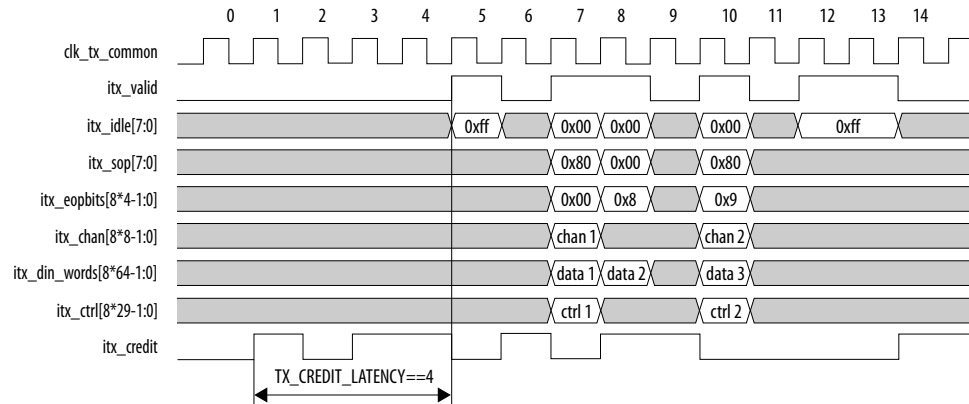 0 1 2 3 4 5 6 7 8 9 10 11 12 13 14
clk_tx_common
itx_valid
itx_idle[7:0] 0xff 0x00 0x00 0x00 0xff
itx_sop[7:0] 0x80 0x00 0x80
itx_eopbits[8*4-1:0] 0x00 0x8 0x9
itx_chan[8*8-1:0] chan 1 chan 2
itx_din_words[8*64-1:0] data 1 data 2 data 3
itx_ctrl[8*29-1:0] ctrl 1 ctrl 2
itx_credit
TX_CREDIT_LATENCY==4